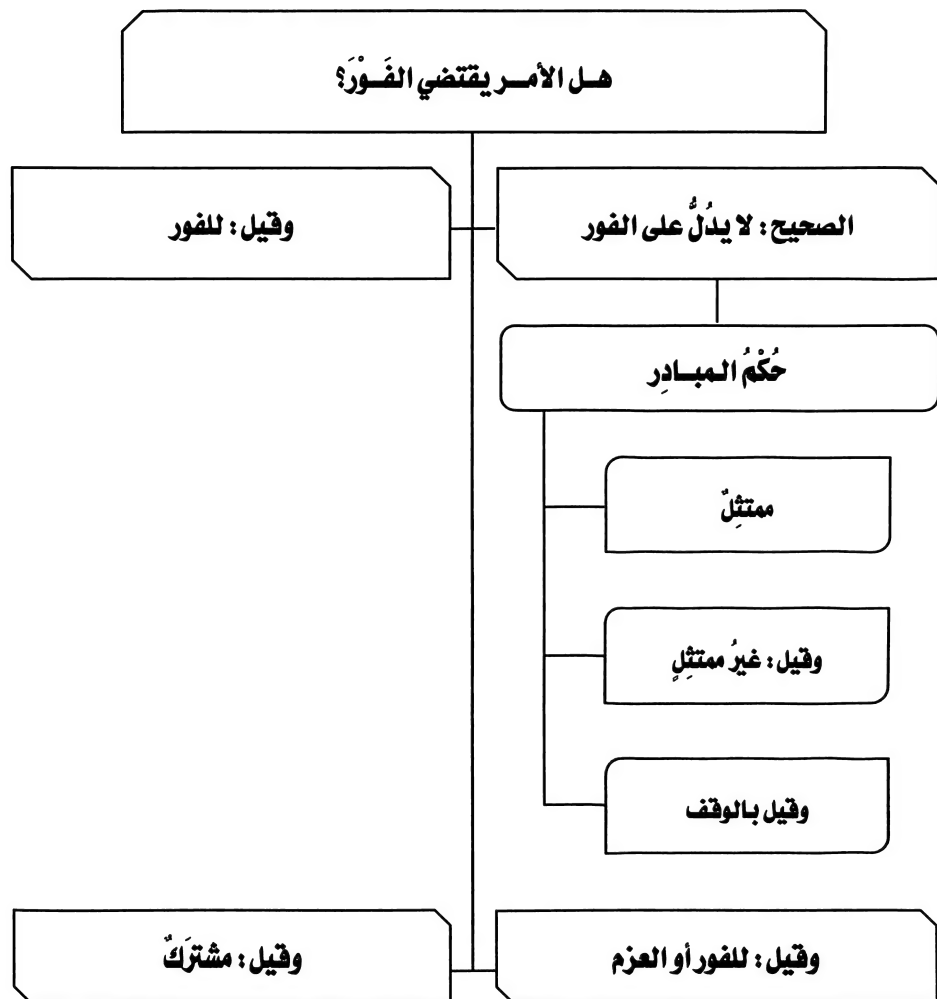 هل الأمر يقتضي الفَوْرَ؟
الصحيح: لا يدُلُّ على الفور
وقيل: للفور
حُكْمُ المبادِر
ممتثِلٌ
وقيل: غيرُ ممتثِلٍ
وقيل بالوقف
وقيل: للفور أو العزم
وقيل: مشترَكٌ